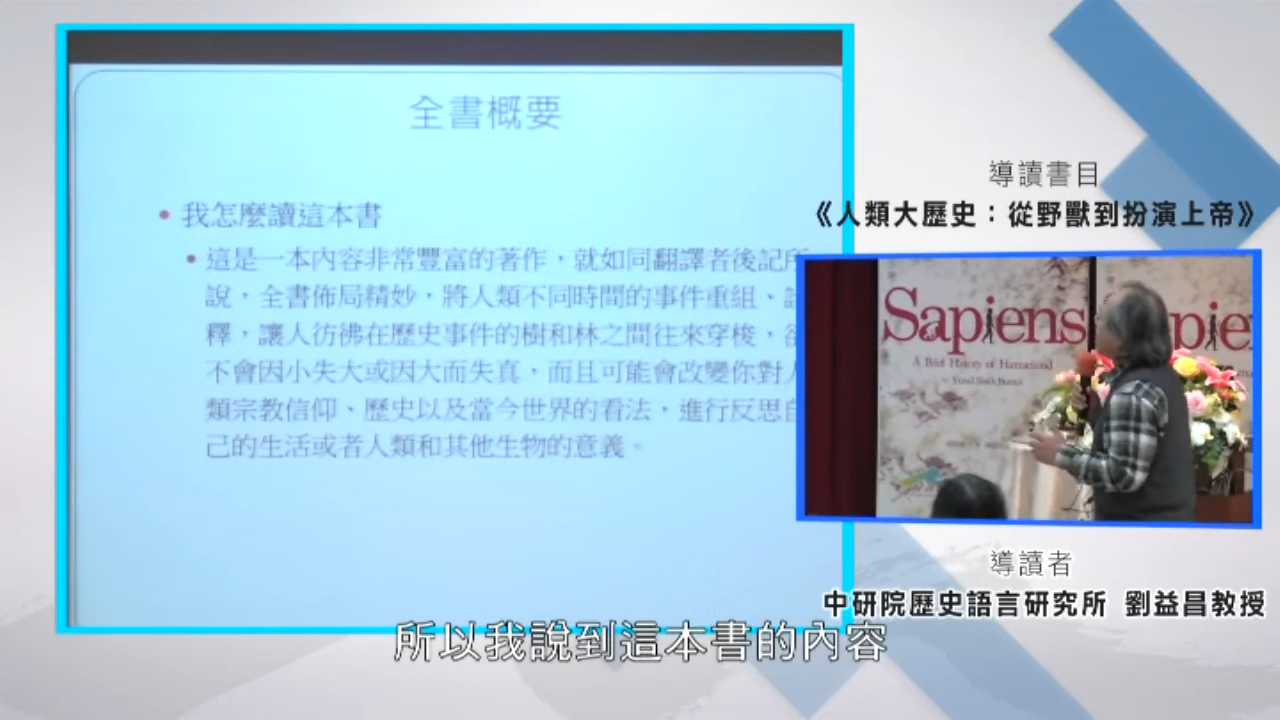 全書概要
我怎麼讀這本書
這是一本內容非常豐富的著作，就如同翻譯者後記所
說，全書佈局精妙，將人類不同時間的事件重組、
釋，讓人彷彿在歷史事件的樹和林之間往來穿梭，卻
不會因小失大或因大而失真，而且可能會改變你對人
類宗教信仰、歷史以及當今世界的看法，進行反思自
己的生活或者人類和其他生物的意義。
導讀書目
《人類大歷史：從野獸到扮演上帝》
Sapiens
A Brief History of Humankind
by Yuval Noah Harari
pie
導讀者
中研院歷史語言研究所 劉益昌教授
所以我說到這本書的內容